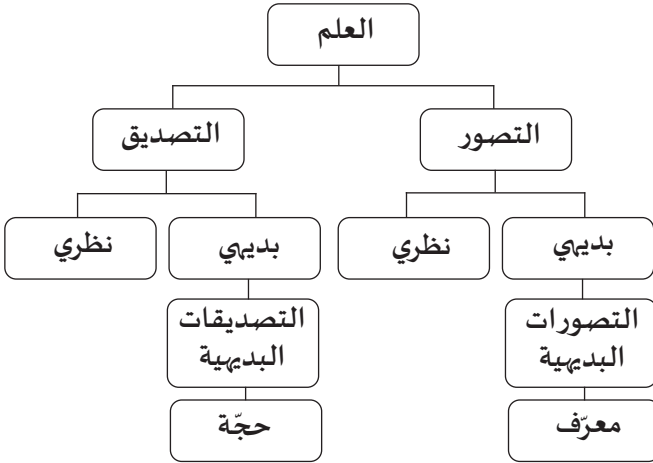 العلم
التصور
التصديق
بديهي
نظري
بديهي
نظري
التصورات
البديهية
التصديقات
البديهية
معرّف
حجّة